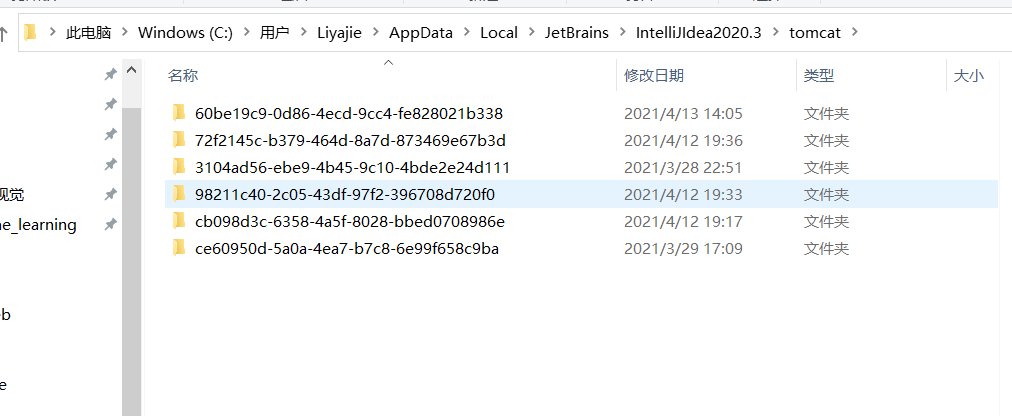 此电脑 > Windows (C:) > 用户 > Liyajie > AppData > Local > JetBrains > IntelliJIdea2020.3 > tomcat >
名称 修改日期 类型 大小
60be19c9-0d86-4ecd-9cc4-fe828021b338 2021/4/13 14:05 文件夹
72f2145c-b379-464d-8a7d-873469e67b3d 2021/4/12 19:36 文件夹
3104ad56-ebe9-4b45-9c10-4bde2e24d111 2021/3/28 22:51 文件夹
视觉 98211c40-2c05-43df-97f2-396708d720f0 2021/4/12 19:33 文件夹
ne_learning cb098d3c-6358-4a5f-8028-bbed0708986e 2021/4/12 19:17 文件夹
ce60950d-5a0a-4ea7-b7c8-6e99f658c9ba 2021/3/29 17:09 文件夹
b
e